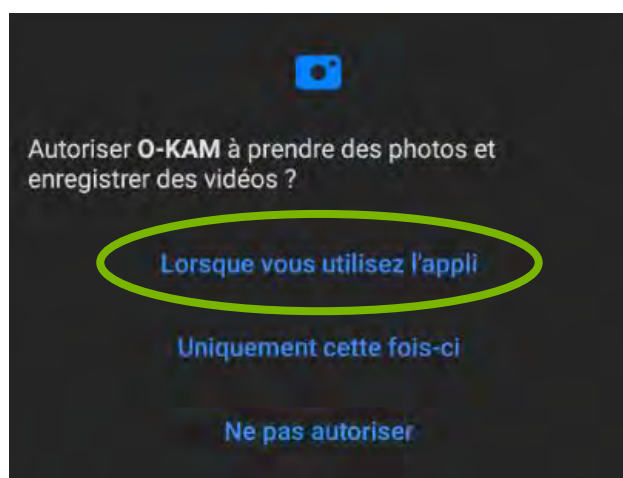 Autoriser O-KAM à prendre des photos et
enregistrer des vidéos ?
Lorsque vous utilisez l'appli
Uniquement cette fois-ci
Ne pas autoriser